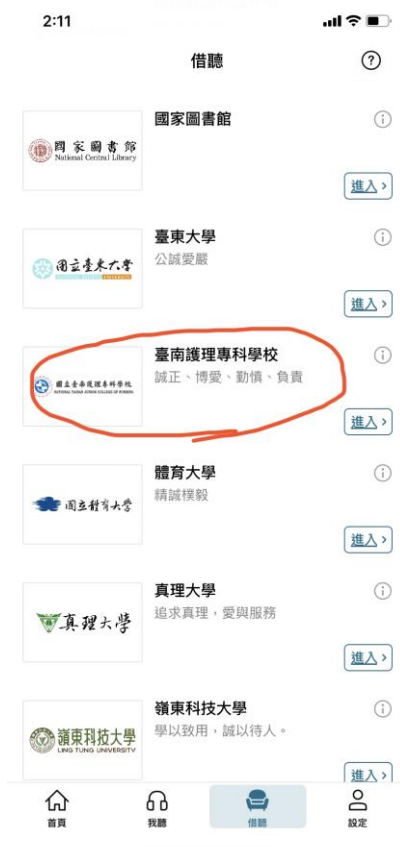 2:11
借聽
?
國家圖書館
國家圖書館
National Central Library
進入 >
臺東大學
公誠愛嚴
國立臺東大學
進入 >
臺南護理專科學校
誠正、博愛、勤慎、負責
國立臺南護理專科學校
NATIONAL TAINAN JUNIOR COLLEGE OF NURSING
進入 >
體育大學
精誠樸毅
國立體育大學
進入 >
真理大學
追求真理，愛與服務
真理大學
進入 >
嶺東科技大學
學以致用，誠以待人。
嶺東科技大學
LING TUNG UNIVERSITY
進入 >
首頁
我聽
借聽
設定